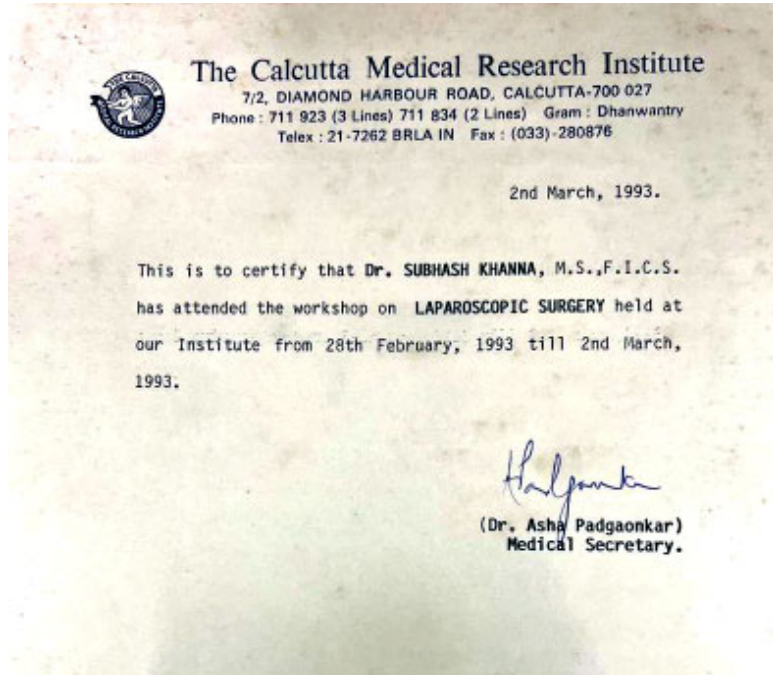 The Calcutta Medical Research Institute
7/2, DIAMOND HARBOUR ROAD, CALCUTTA-700 027
Phone : 711 923 (3 Lines) 711 834 (2 Lines) Gram : Dhanwantry
Telex : 21-7262 BRLA IN Fax : (033)-280876
2nd March, 1993.
This is to certify that Dr. SUBHASH KHANNA, M.S.,F.I.C.S.
has attended the workshop on LAPAROSCOPIC SURGERY held at
our Institute from 28th February, 1993 till 2nd March,
1993.
(Dr. Asha Padgaonkar)
Medical Secretary.